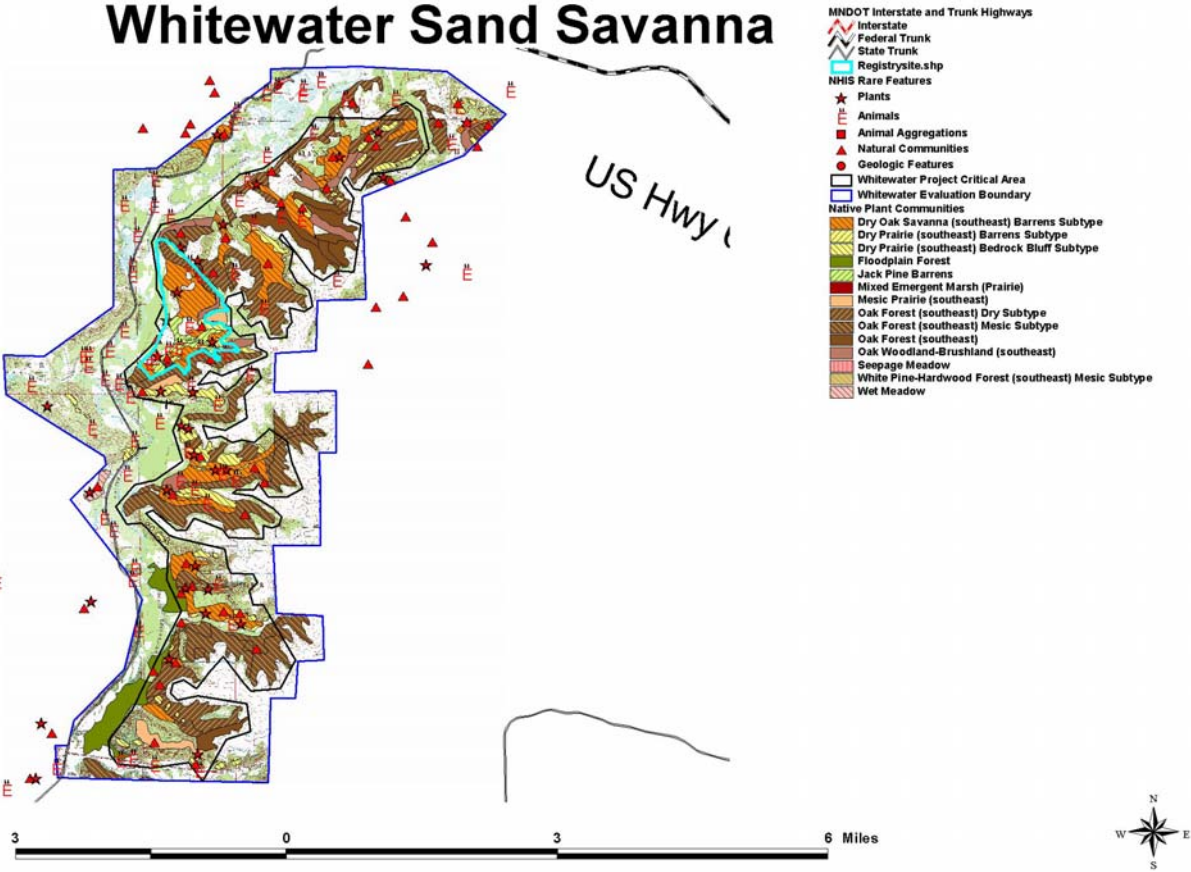 Whitewater Sand Savanna
US Hwy
MNDOT Interstate and Trunk Highways
Interstate
Federal Trunk
State Trunk
Registrysite.shp
NHIS Rare Features
Plants
Animals
Animal Aggregations
Natural Communities
Geologic Features
Whitewater Project Critical Area
Whitewater Evaluation Boundary
Native Plant Communities
Dry Oak Savanna (southeast) Barrens Subtype
Dry Prairie (southeast) Barrens Subtype
Dry Prairie (southeast) Bedrock Bluff Subtype
Floodplain Forest
Jack Pine Barrens
Mixed Emergent Marsh (Prairie)
Mesic Prairie (southeast)
Oak Forest (southeast) Dry Subtype
Oak Forest (southeast) Mesic Subtype
Oak Forest (southeast)
Oak Woodland-Brushland (southeast)
Seepage Meadow
White Pine-Hardwood Forest (southeast) Mesic Subtype
Wet Meadow
3 0 3 6 Miles
N
W E
S